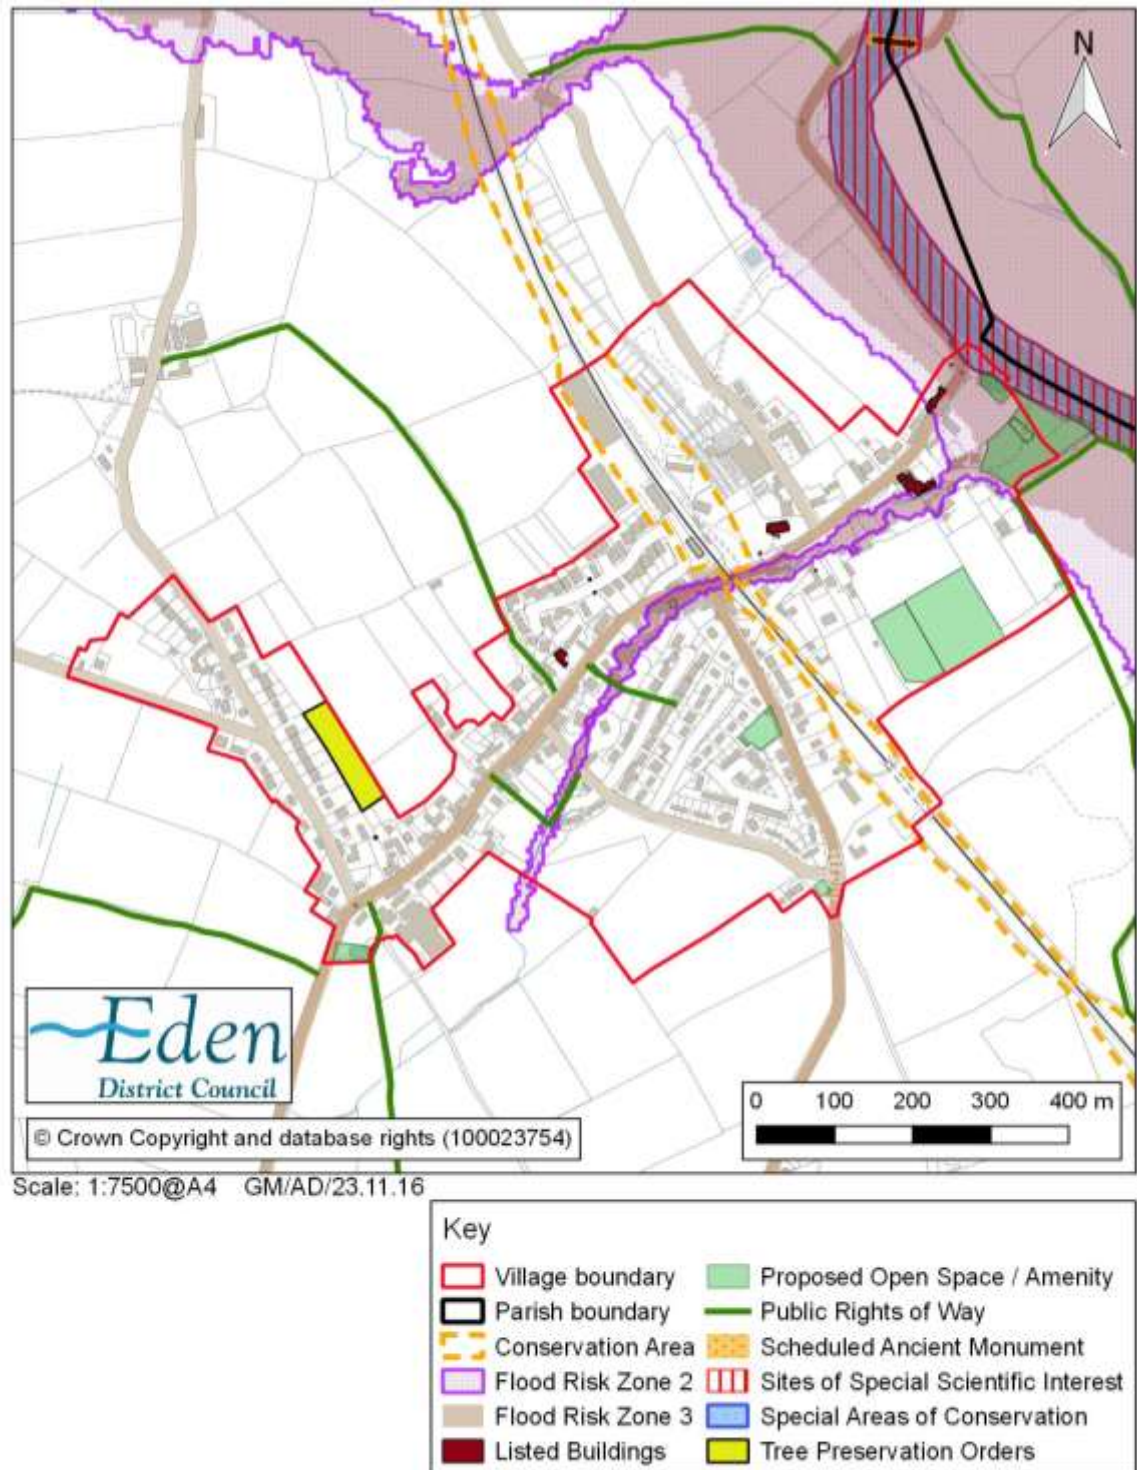 N
Eden
District Council
0 100 200 300 400 m
© Crown Copyright and database rights (100023754)
Scale: 1:7500@A4 GM/AD/23.11.16
Key
Village boundary
Parish boundary
Conservation Area
Flood Risk Zone 2
Flood Risk Zone 3
Listed Buildings
Proposed Open Space / Amenity
Public Rights of Way
Scheduled Ancient Monument
Sites of Special Scientific Interest
Special Areas of Conservation
Tree Preservation Orders